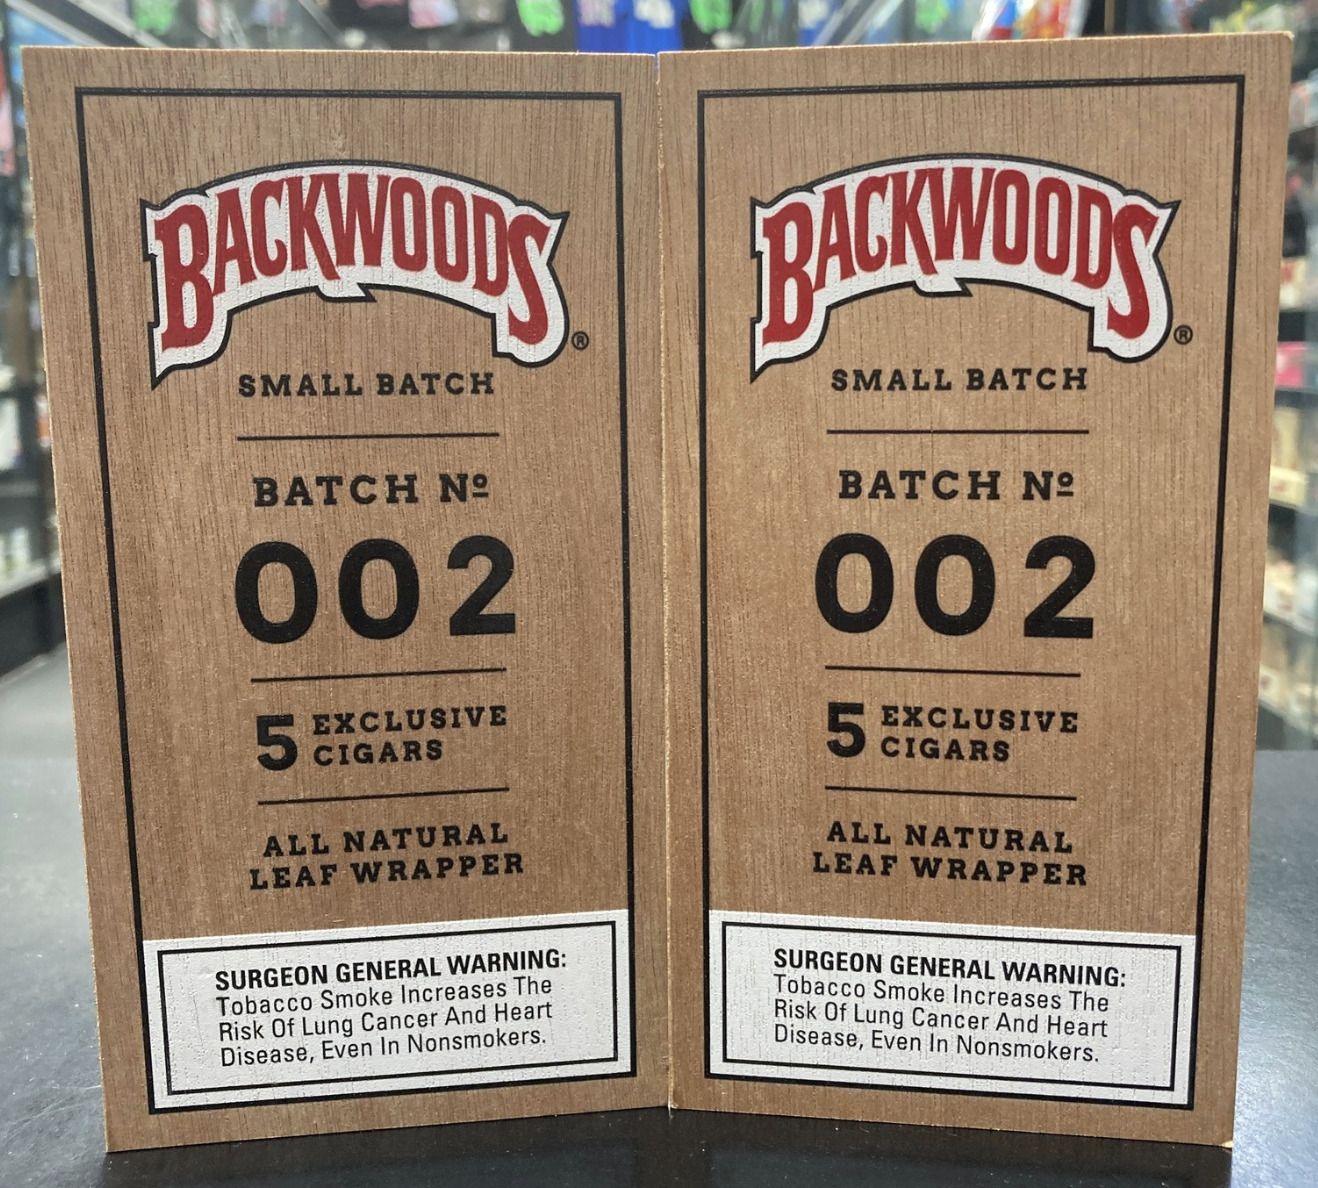 BACKWOODS®
SMALL BATCH
BATCH Nº
002
5 EXCLUSIVE
CIGARS
ALL NATURAL
LEAF WRAPPER
SURGEON GENERAL WARNING:
Tobacco Smoke Increases The
Risk Of Lung Cancer And Heart
Disease, Even In Nonsmokers.
BACKWOODS®
SMALL BATCH
BATCH Nº
002
5 EXCLUSIVE
CIGARS
ALL NATURAL
LEAF WRAPPER
SURGEON GENERAL WARNING:
Tobacco Smoke Increases The
Risk Of Lung Cancer And Heart
Disease, Even In Nonsmokers.